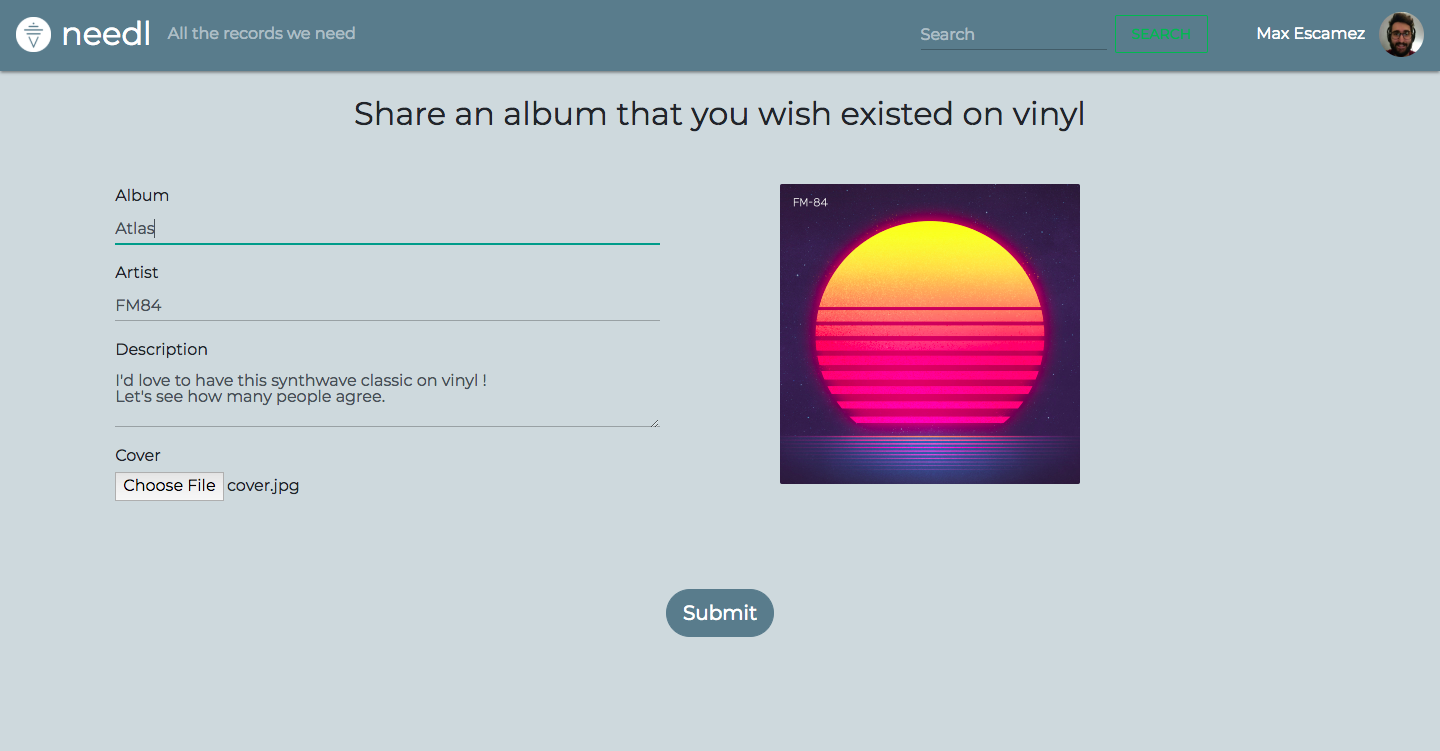 needl
All the records we need
Search
SEARCH
Max Escamez
Share an album that you wish existed on vinyl
Album
Atlas
Artist
FM84
Description
I'd love to have this synthwave classic on vinyl !
Let's see how many people agree.
Cover
Choose File cover.jpg
FM-84
Submit